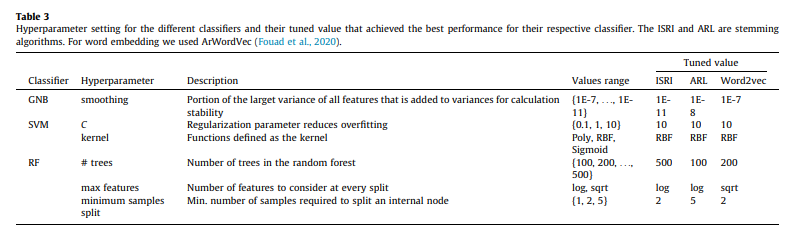 Table 3
Hyperparameter setting for the different classifiers and their tuned value that achieved the best performance for their respective classifier. The ISRI and ARL are stemming
algorithms. For word embedding we used ArWordVec (Fouad et al., 2020).
Tuned value
Classifier Hyperparameter Description Values range ISRI ARL Word2vec
GNB smoothing Portion of the larget variance of all features that is added to variances for calculation {1E-7, ..., 1E- 1E- 1E- 1E-7
stability 11} 11 8
SVM C Regularization parameter reduces overfitting {0.1, 1, 10} 10 10 10
kernel Functions defined as the kernel Poly, RBF, RBF RBF RBF
Sigmoid
RF # trees Number of trees in the random forest {100, 200, ..., 500 100 200
500}
max features Number of features to consider at every split log, sqrt log log sqrt
minimum samples Min. number of samples required to split an internal node {1, 2, 5} 2 5 2
split